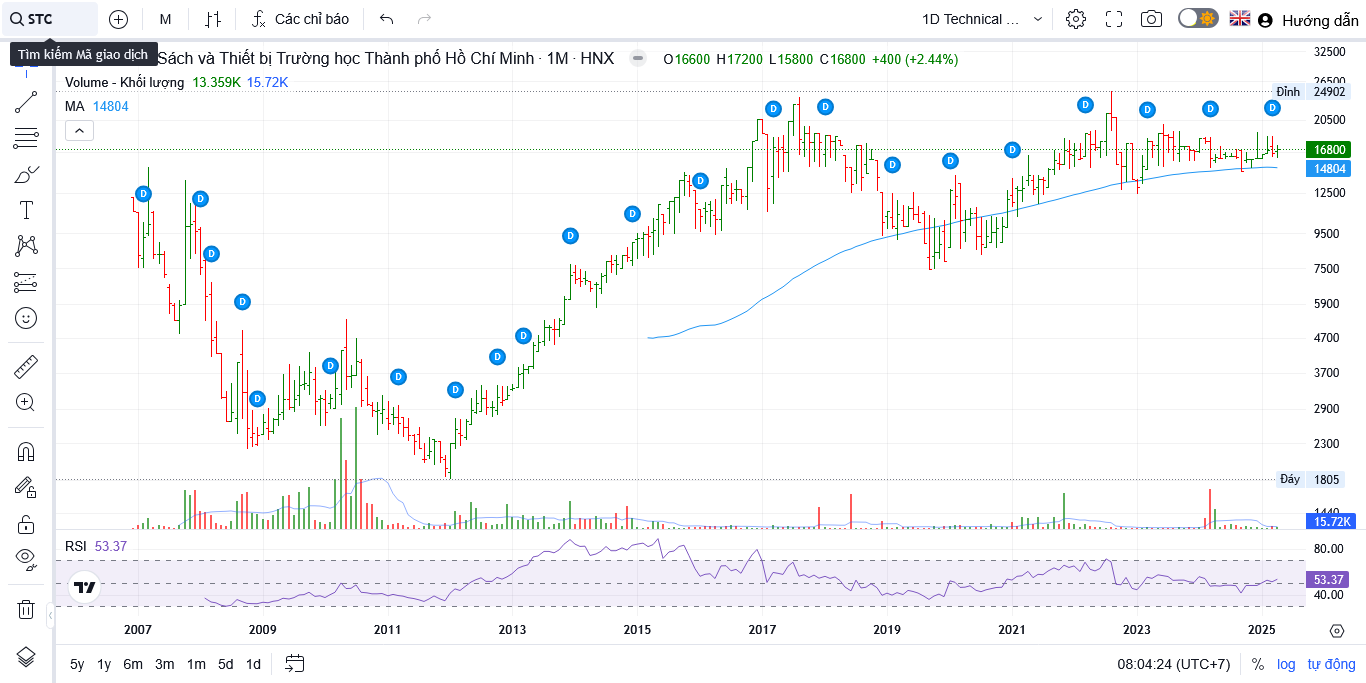 STC
M
Các chỉ báo
1D Technical ...
Hướng dẫn
Tìm kiếm Mã giao dịch
Sách và Thiết bị Trường học Thành phố Hồ Chí Minh · 1M · HNX
O16600 H17200 L15800 C16800 +400 (+2.44%)
Volume - Khối lượng 13.359K 15.72K
MA 14804
32500
26500
Đỉnh 24902
20500
16800
14804
12500
9500
7500
5900
4700
3700
2900
2300
Đáy 1805
1440
15.72K
D D D D D D D D D D D D D D D D D D D D D D D
RSI 53.37
80.00
53.37
40.00
2007 2009 2011 2013 2015 2017 2019 2021 2023 2025
5y 1y 6m 3m 1m 5d 1d
08:04:24 (UTC+7)
% log tự động